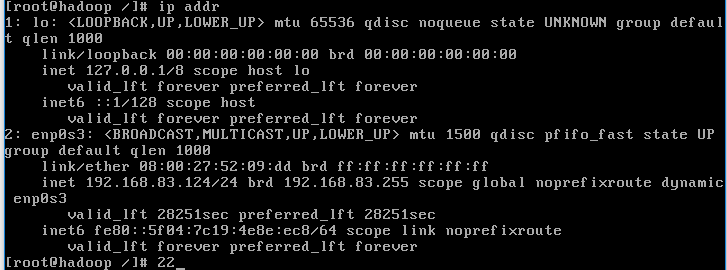 [root@hadoop /]# ip addr
1: lo: <LOOPBACK,UP,LOWER_UP> mtu 65536 qdisc noqueue state UNKNOWN group defaul
t qlen 1000
    link/loopback 00:00:00:00:00:00 brd 00:00:00:00:00:00
    inet 127.0.0.1/8 scope host lo
       valid_lft forever preferred_lft forever
    inet6 ::1/128 scope host
       valid_lft forever preferred_lft forever
2: enp0s3: <BROADCAST,MULTICAST,UP,LOWER_UP> mtu 1500 qdisc pfifo_fast state UP
group default qlen 1000
    link/ether 08:00:27:52:09:dd brd ff:ff:ff:ff:ff:ff
    inet 192.168.83.124/24 brd 192.168.83.255 scope global noprefixroute dynamic
 enp0s3
       valid_lft 28251sec preferred_lft 28251sec
    inet6 fe80::5f04:7c19:4e8e:ec8/64 scope link noprefixroute
       valid_lft forever preferred_lft forever
[root@hadoop /]# 22_